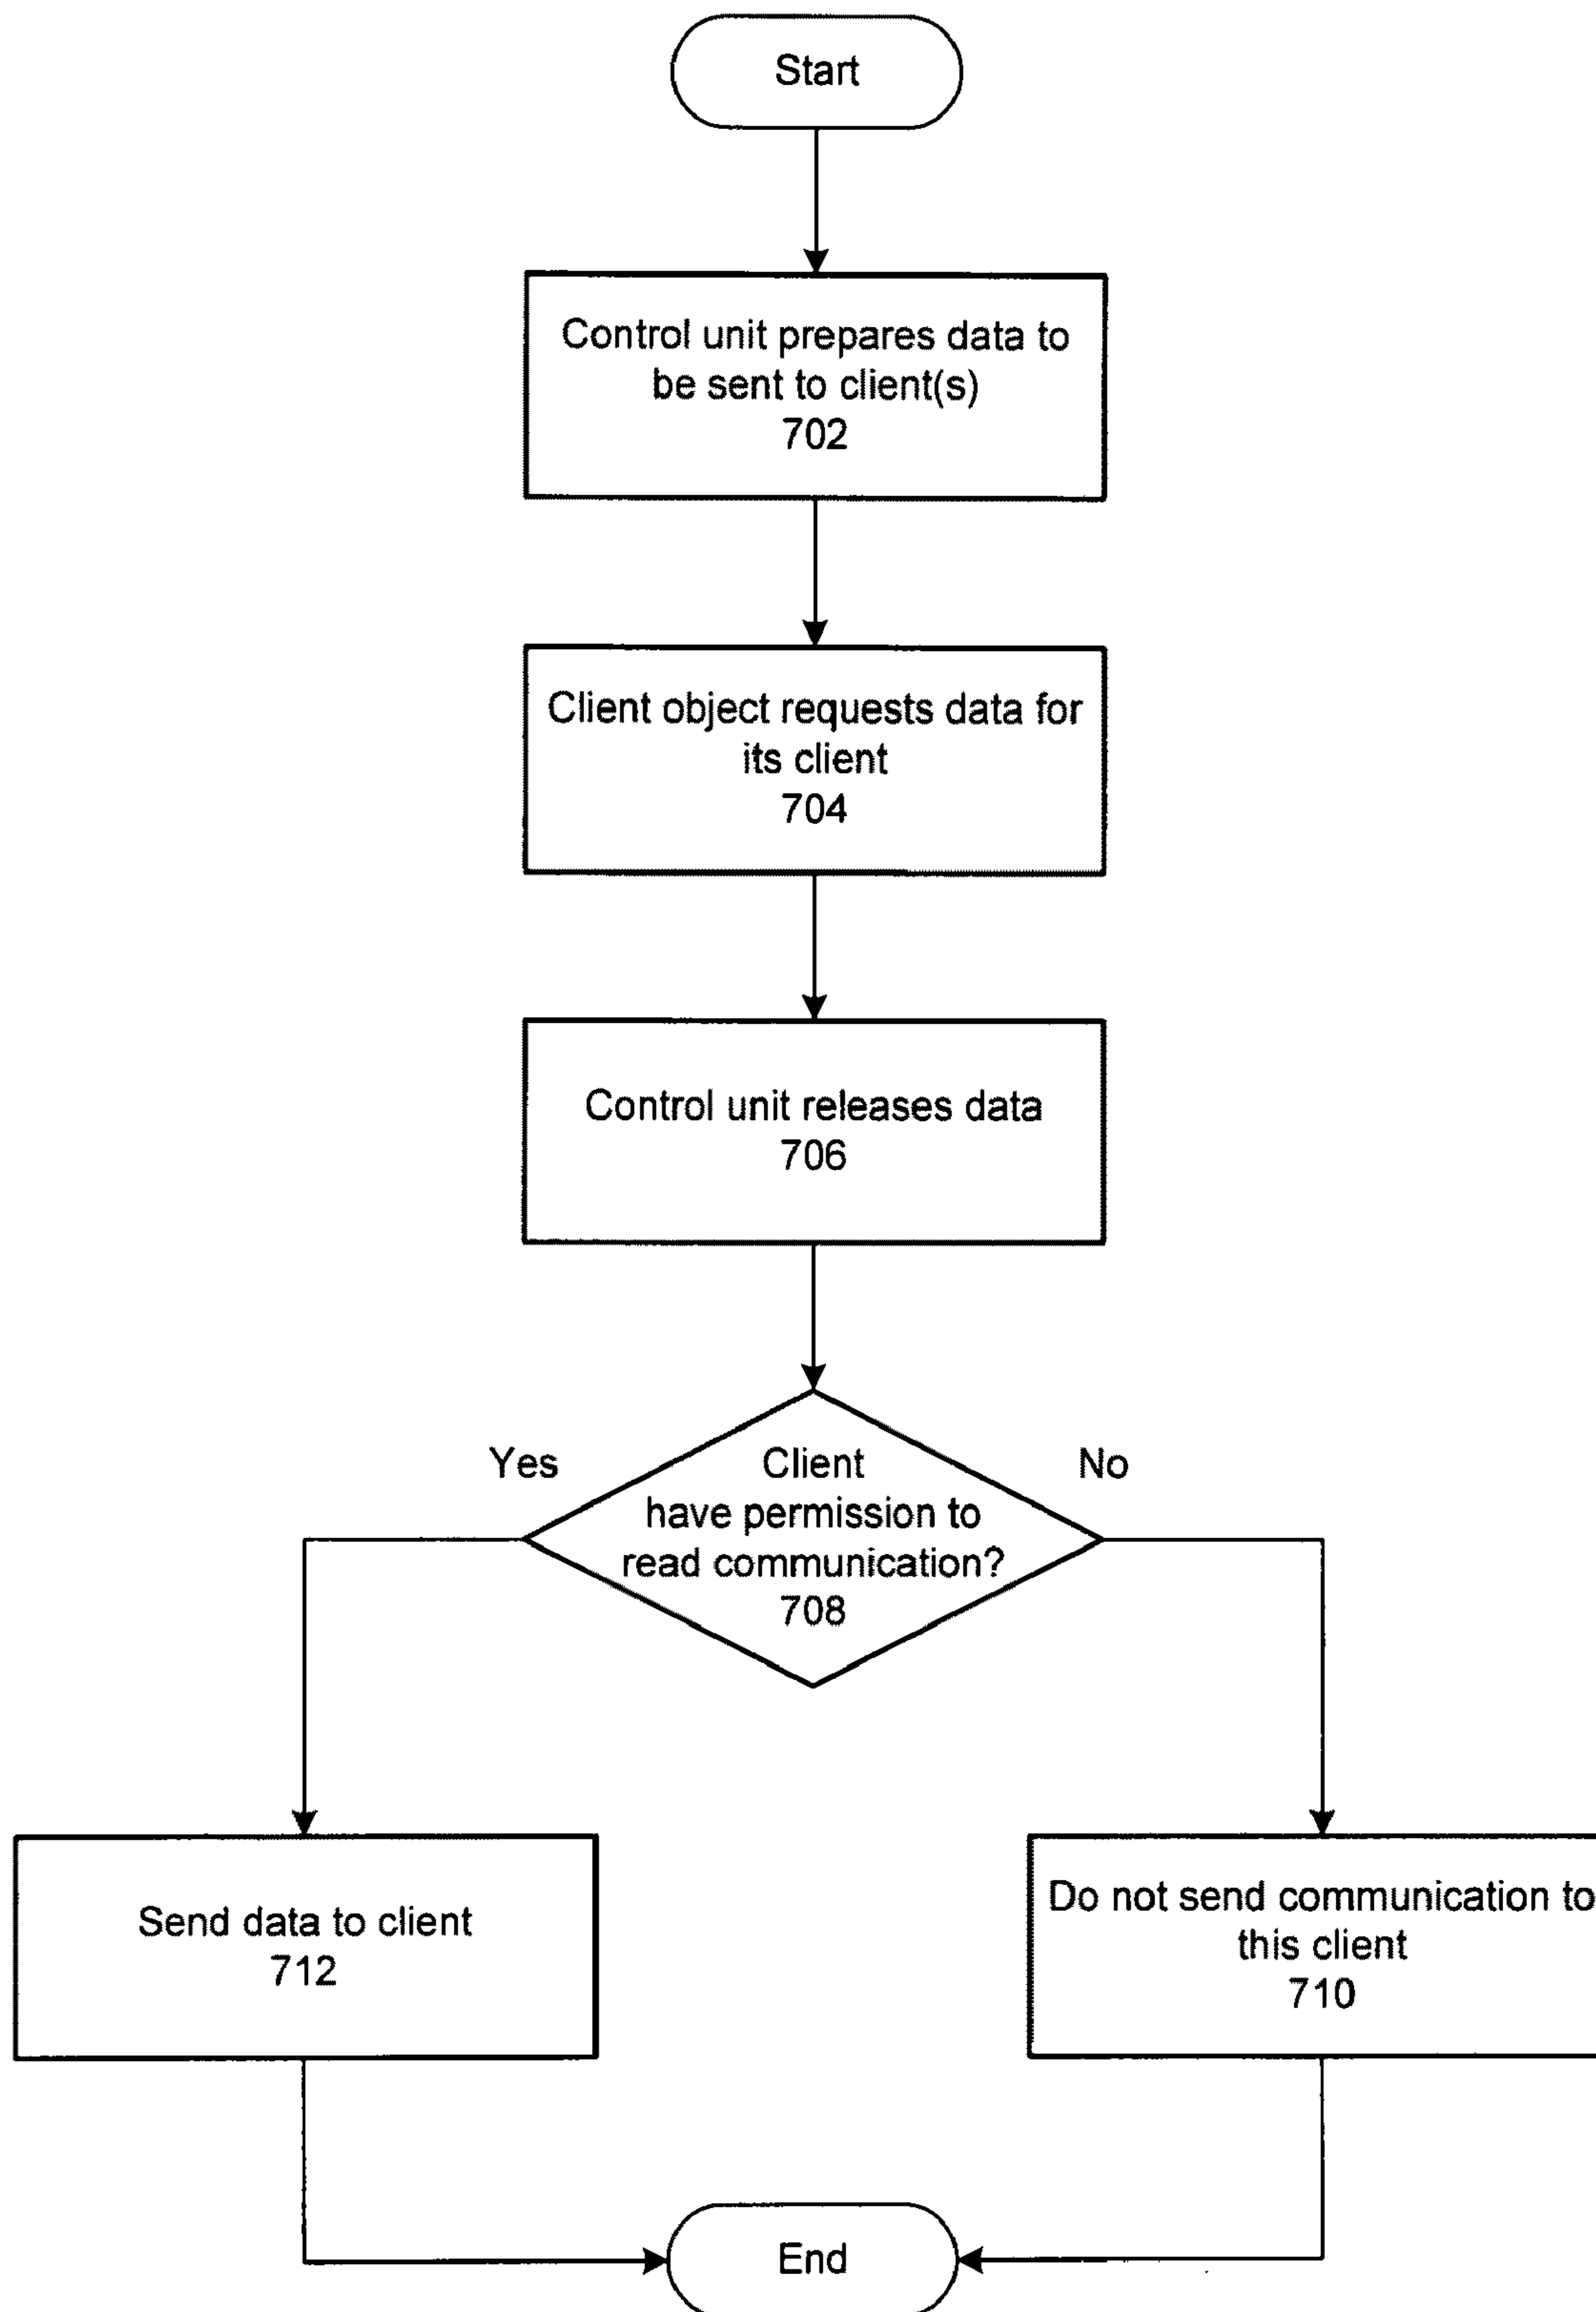 Start
Control unit prepares data to
be sent to client(s)
702
Client object requests data for
its client
704
Control unit releases data
706
Yes
Client
have permission to
read communication?
708
No
Send data to client
712
Do not send communication to
this client
710
End